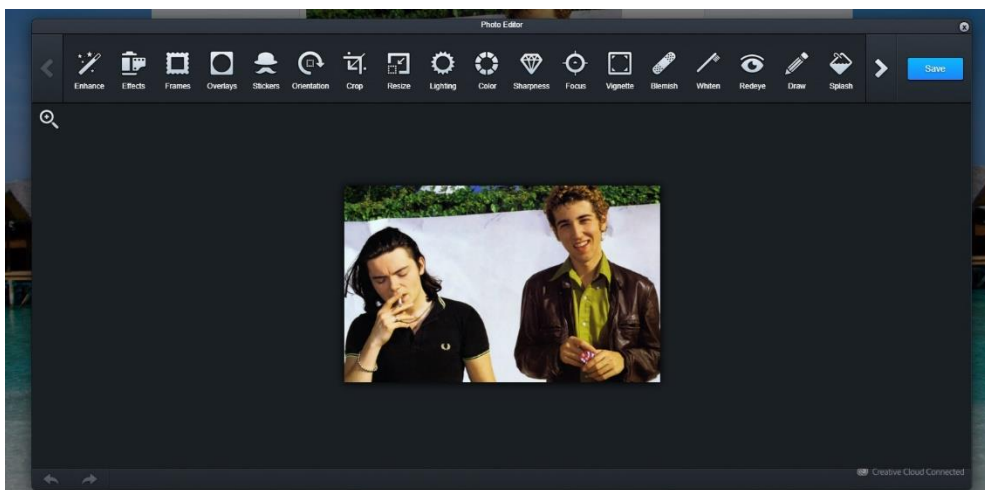 Photo Editor
Enhance Effects Frames Overlays Stickers Orientation Crop Resize Lighting Color Sharpness Focus Vignette Blemish Whiten Redeye Draw Splash Save
Creative Cloud Connected